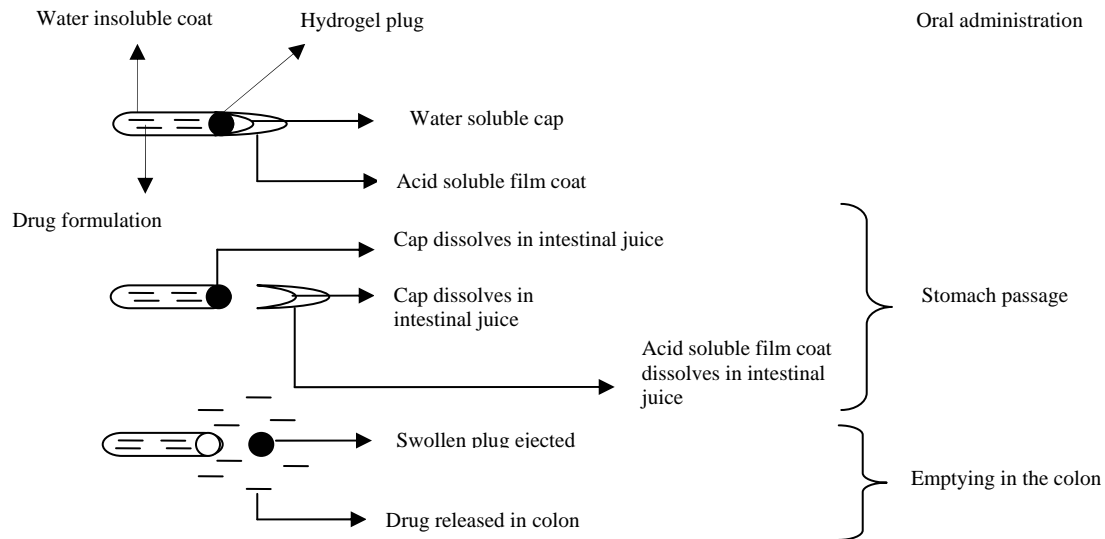 Water insoluble coat
Hydrogel plug
Oral administration
Water soluble cap
Acid soluble film coat
Drug formulation
Cap dissolves in intestinal juice
Cap dissolves in
intestinal juice
Stomach passage
Acid soluble film coat
dissolves in intestinal
juice
Swollen plug ejected
Emptying in the colon
Drug released in colon